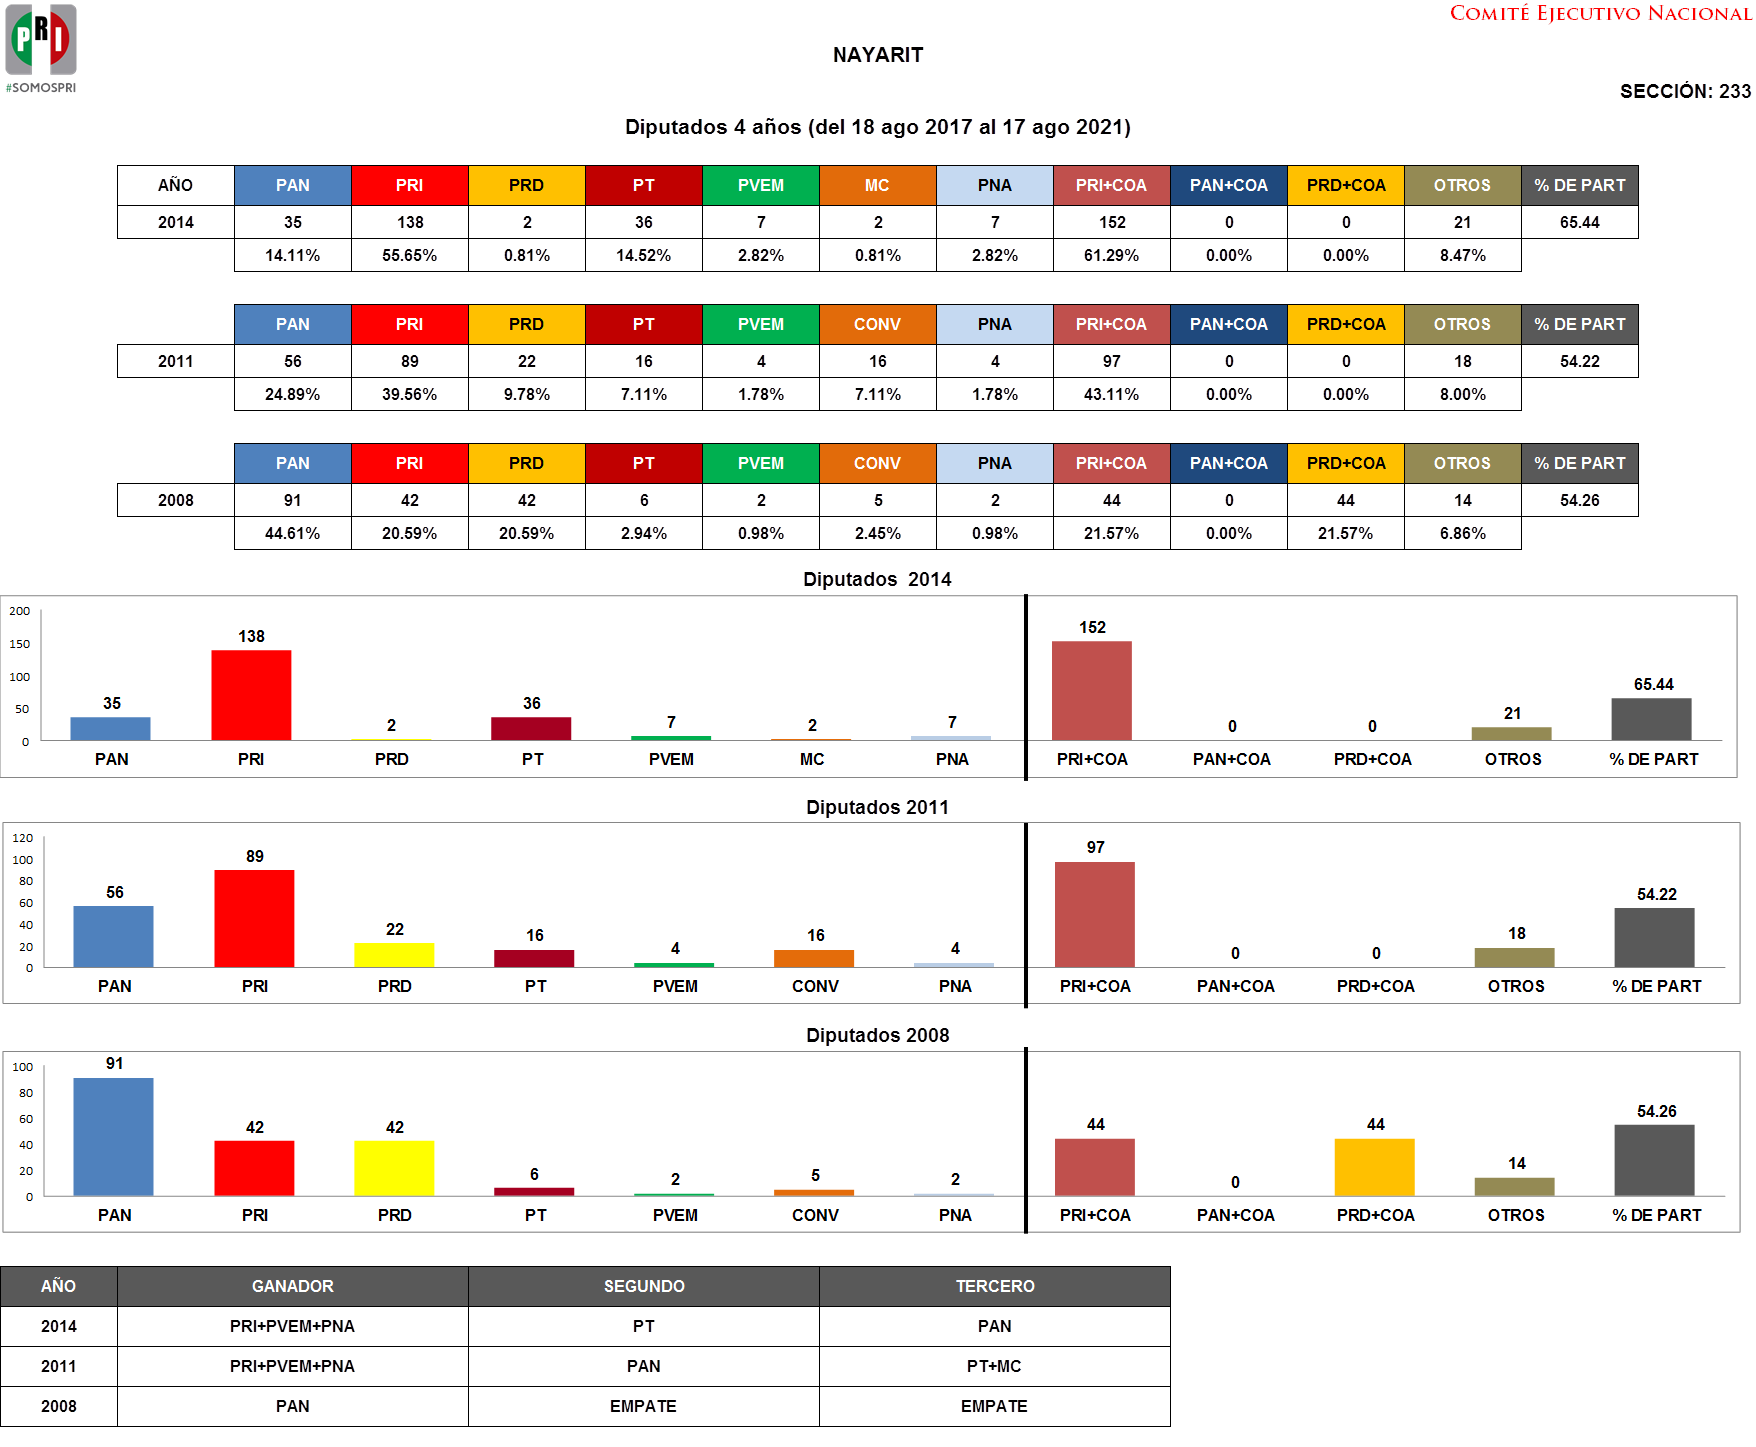 PRI
#SOMOSPRI
COMITÉ EJECUTIVO NACIONAL
NAYARIT
SECCIÓN: 233
Diputados 4 años (del 18 ago 2017 al 17 ago 2021)
AÑO PAN PRI PRD PT PVEM MC PNA PRI+COA PAN+COA PRD+COA OTROS % DE PART
2014 35 138 2 36 7 2 7 152 0 0 21 65.44
14.11% 55.65% 0.81% 14.52% 2.82% 0.81% 2.82% 61.29% 0.00% 0.00% 8.47%
PAN PRI PRD PT PVEM CONV PNA PRI+COA PAN+COA PRD+COA OTROS % DE PART
2011 56 89 22 16 4 16 4 97 0 0 18 54.22
24.89% 39.56% 9.78% 7.11% 1.78% 7.11% 1.78% 43.11% 0.00% 0.00% 8.00%
PAN PRI PRD PT PVEM CONV PNA PRI+COA PAN+COA PRD+COA OTROS % DE PART
2008 91 42 42 6 2 5 2 44 0 44 14 54.26
44.61% 20.59% 20.59% 2.94% 0.98% 2.45% 0.98% 21.57% 0.00% 21.57% 6.86%
Diputados 2014
200
150
100
50
0
35 138 2 36 7 2 7 152 0 0 21 65.44
PAN PRI PRD PT PVEM MC PNA PRI+COA PAN+COA PRD+COA OTROS % DE PART
Diputados 2011
120
100
80
60
40
20
0
56 89 22 16 4 16 4 97 0 0 18 54.22
PAN PRI PRD PT PVEM CONV PNA PRI+COA PAN+COA PRD+COA OTROS % DE PART
Diputados 2008
100
80
60
40
20
0
91 42 42 6 2 5 2 44 0 44 14 54.26
PAN PRI PRD PT PVEM CONV PNA PRI+COA PAN+COA PRD+COA OTROS % DE PART
AÑO GANADOR SEGUNDO TERCERO
2014 PRI+PVEM+PNA PT PAN
2011 PRI+PVEM+PNA PAN PT+MC
2008 PAN EMPATE EMPATE